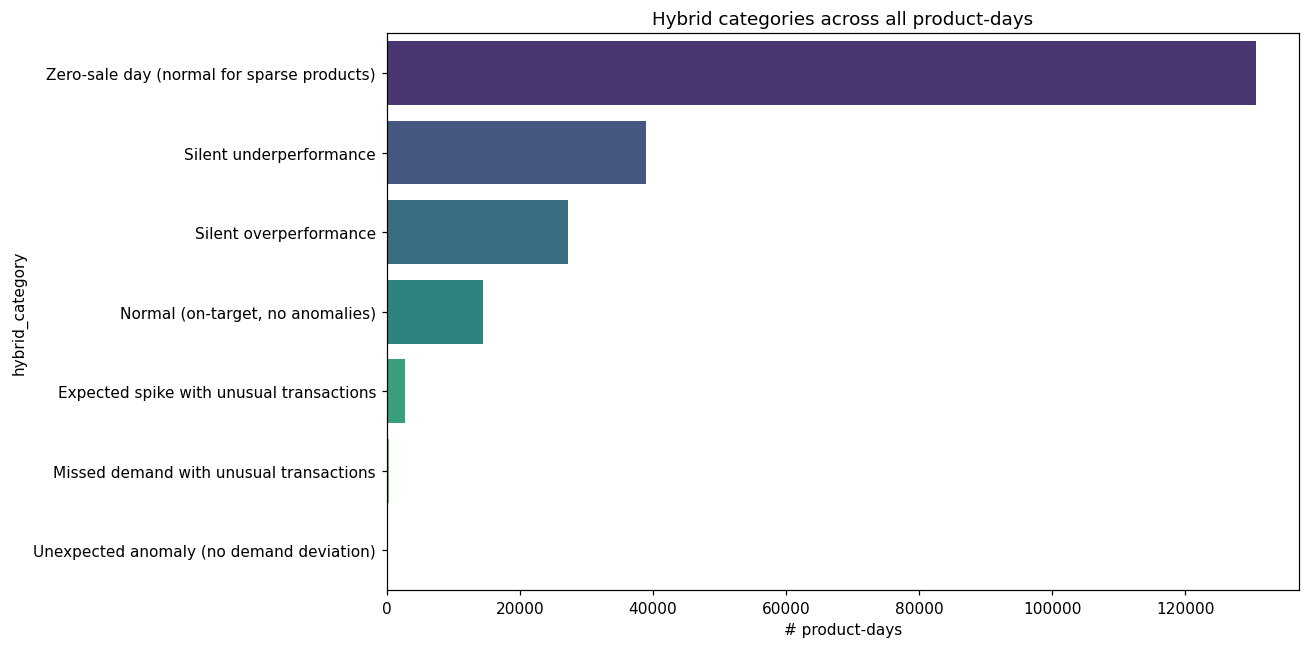 Hybrid categories across all product-days
hybrid_category
Zero-sale day (normal for sparse products)
Silent underperformance
Silent overperformance
Normal (on-target, no anomalies)
Expected spike with unusual transactions
Missed demand with unusual transactions
Unexpected anomaly (no demand deviation)
0 20000 40000 60000 80000 100000 120000
# product-days